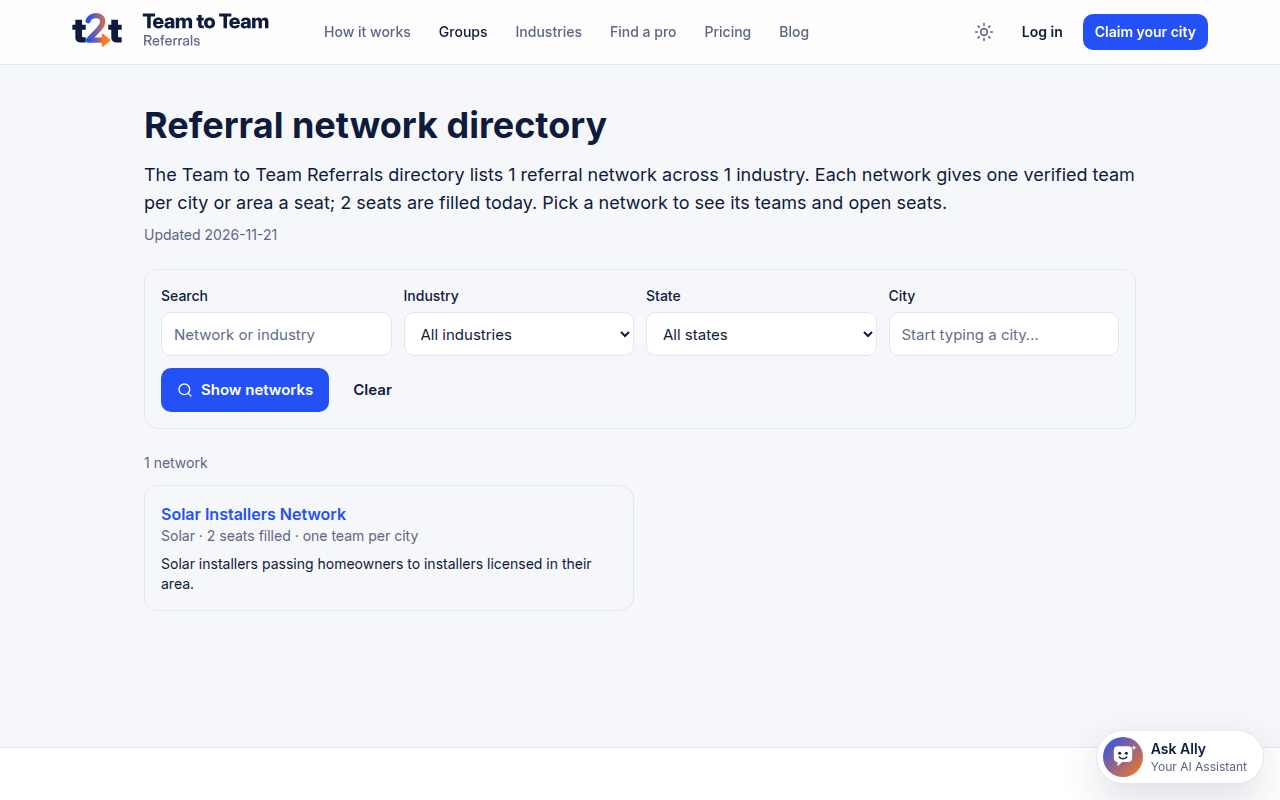 t2t
Team to Team
Referrals
How it works
Groups
Industries
Find a pro
Pricing
Blog
Log in
Claim your city
Referral network directory
The Team to Team Referrals directory lists 1 referral network across 1 industry. Each network gives one verified team
per city or area a seat; 2 seats are filled today. Pick a network to see its teams and open seats.
Updated 2026-11-21
Search
Industry
State
City
Network or industry
All industries
All states
Start typing a city...
Show networks
Clear
1 network
Solar Installers Network
Solar · 2 seats filled · one team per city
Solar installers passing homeowners to installers licensed in their
area.
Ask Ally
Your AI Assistant